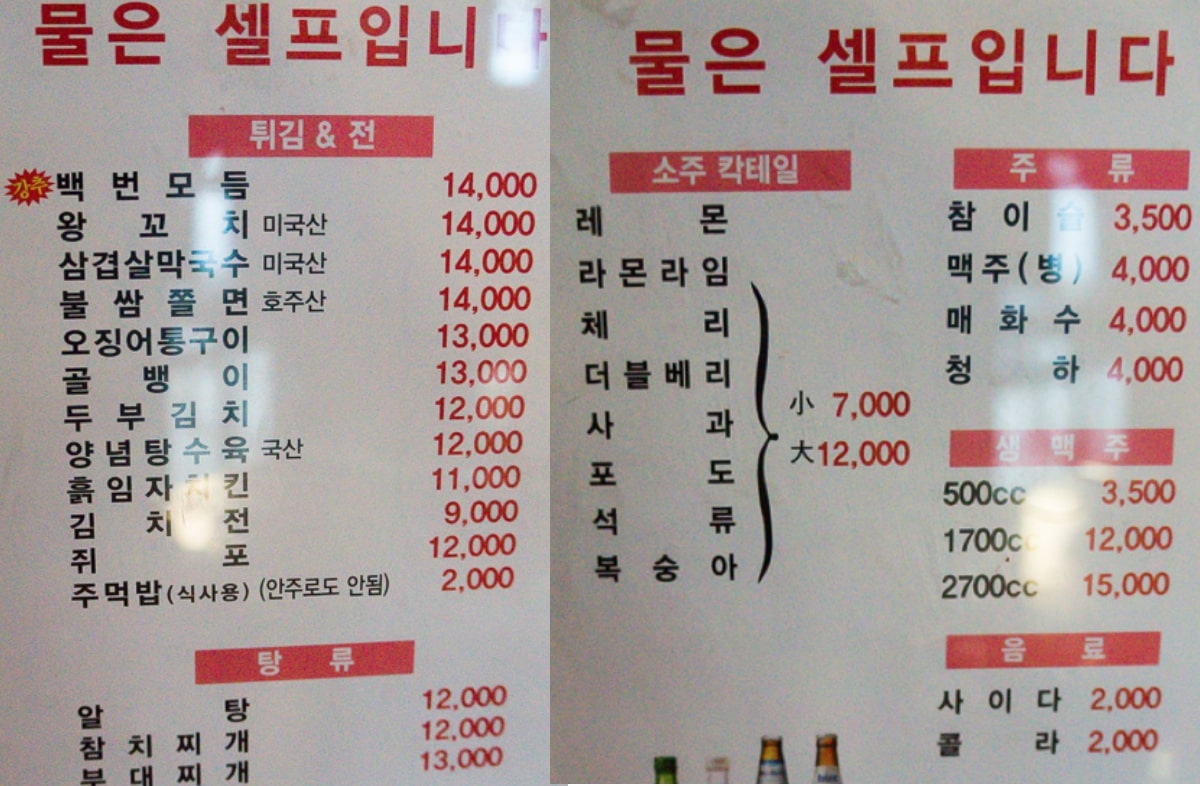 물은 셀프입니다
튀김 & 전
강추 백번모듬 14,000
왕꼬치 미국산 14,000
삼겹살막국수 미국산 14,000
불쌈쫄면 호주산 14,000
오징어통구이 13,000
골뱅이 13,000
두부김치 12,000
양념탕수육 국산 12,000
흙임자치킨 11,000
김치전 9,000
쥐포 12,000
주먹밥(식사용) (안주로도 안됨) 2,000
탕류
알탕 12,000
참치찌개 12,000
부대찌개 13,000
물은 셀프입니다
소주 칵테일
레몬
라몬라임
체리
더블베리
사과
포도
석류
복숭아
小 7,000
大 12,000
주류
참이슬 3,500
맥주(병) 4,000
매화수 4,000
청하 4,000
생맥주
500cc 3,500
1700cc 12,000
2700cc 15,000
음료
사이다 2,000
콜라 2,000